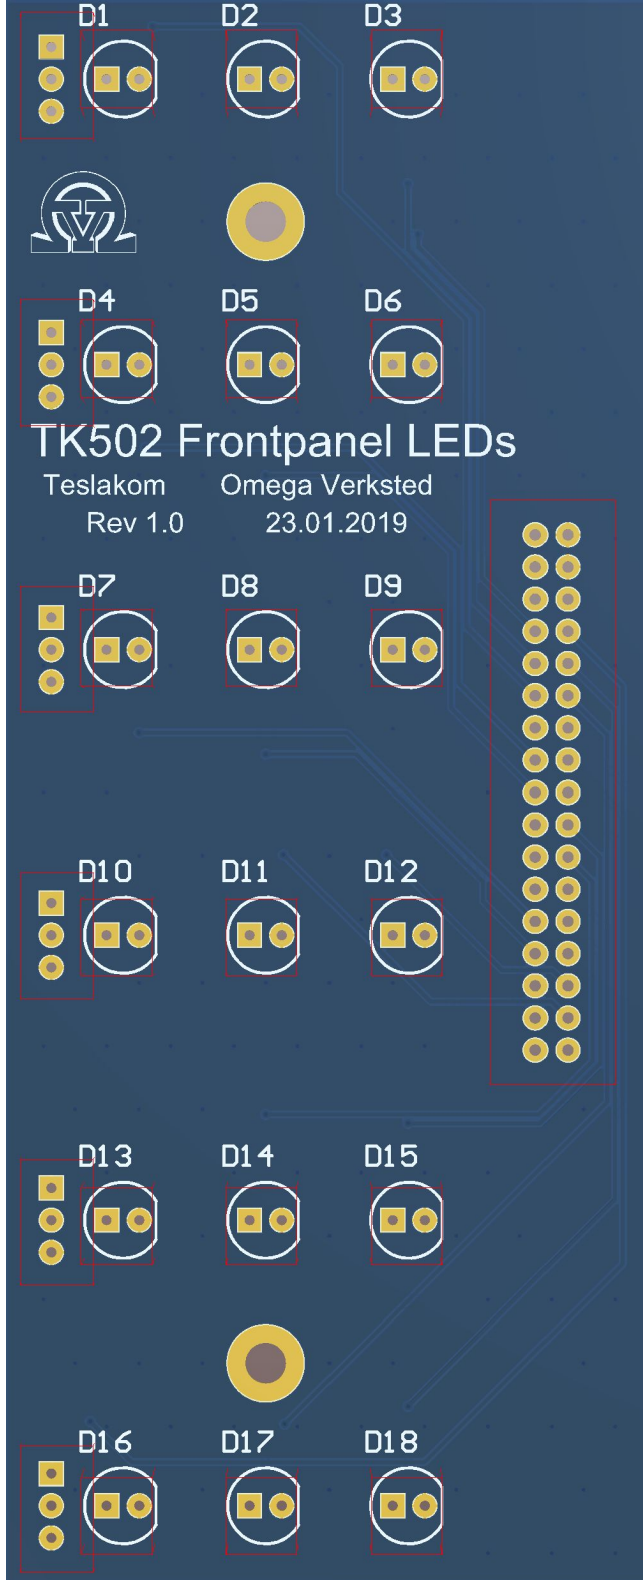 D1 D2 D3
D4 D5 D6
TK502 Frontpanel LEDs
Teslakom Omega Verksted
Rev 1.0 23.01.2019
D7 D8 D9
D10 D11 D12
D13 D14 D15
D16 D17 D18